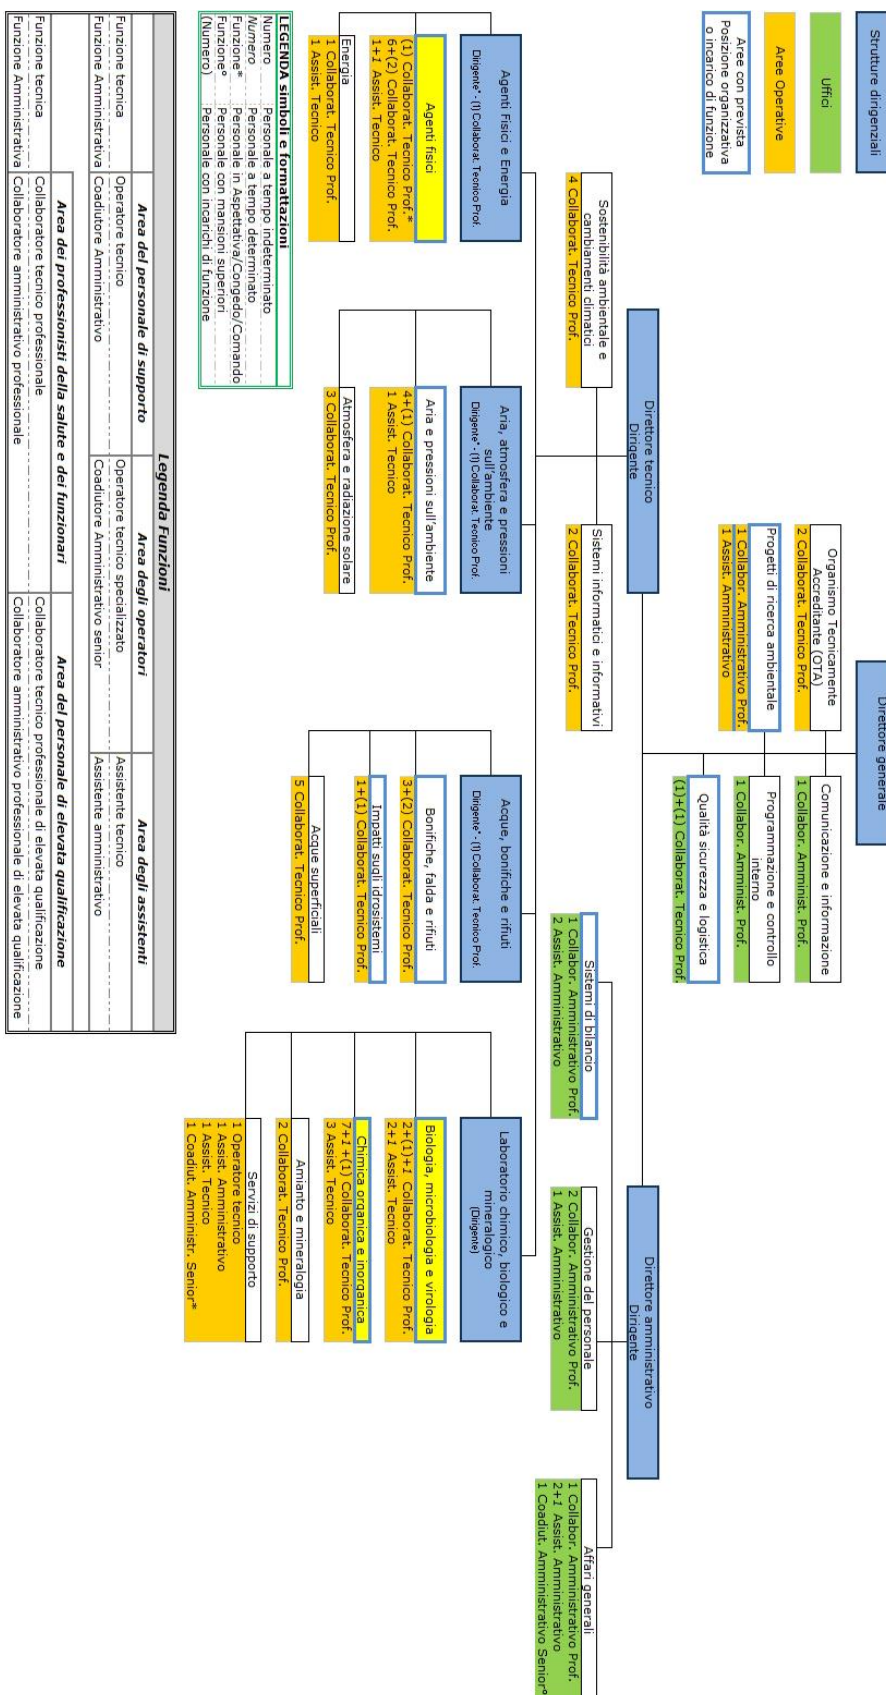 Strutture dirigenziali
Uffici
Aree Operative
Aree con prevista
Posizione organizzativa
o incarico di funzione
Direttore generale
Organismo Tecnicamente
Accreditante (OTA)
2 Collaborat. Tecnico Prof.
Comunicazione e informazione
1 Collabor. Amminist. Prof.
Progetti di ricerca ambientale
1 Collabor. Amministrativo Prof.
1 Assist. Amministrativo
Programmazione e controllo
interno
1 Collabor. Amminist. Prof.
Qualità sicurezza e logistica
(1)+(1) Collaborat. Tecnico Prof.
Direttore tecnico
Dirigente
Direttore amministrativo
Dirigente
Sostenibilità ambientale e
cambiamenti climatici
4 Collaborat. Tecnico Prof.
Sistemi informatici e informativi
2 Collaborat. Tecnico Prof.
Sistemi di bilancio
1 Collabor. Amministrativo Prof.
2 Assist. Amministrativo
Gestione del personale
2 Collabor. Amministrativo Prof.
1 Assist. Amministrativo
Affari generali
1 Collabor. Amministrativo Prof.
2+1 Assist. Amministrativo
1 Coadiut. Amministrativo Senior°
Agenti Fisici e Energia
Dirigente° - (1) Collaborat. Tecnico Prof.
Agenti fisici
(1) Collaborat. Tecnico Prof.*
6+(2) Collaborat. Tecnico Prof.
1+1 Assist. Tecnico
Energia
1 Collaborat. Tecnico Prof.
1 Assist. Tecnico
Aria, atmosfera e pressioni
sull'ambiente
Dirigente° - (1) Collaborat. Tecnico Prof.
Aria e pressioni sull'ambiente
4+(1) Collaborat. Tecnico Prof.
1 Assist. Tecnico
Atmosfera e radiazione solare
3 Collaborat. Tecnico Prof.
Acque, bonifiche e rifiuti
Dirigente° - (1) Collaborat. Tecnico Prof.
Bonifiche, falda e rifiuti
3+(2) Collaborat. Tecnico Prof.
Impatti sugli idrosistemi
1+(1) Collaborat. Tecnico Prof.
Acque superficiali
5 Collaborat. Tecnico Prof.
Laboratorio chimico, biologico e
mineralogico
(Dirigente)
Biologia, microbiologia e virologia
2+(1)+1 Collaborat. Tecnico Prof.
2+1 Assist. Tecnico
Chimica organica e inorganica
7+1+(1) Collaborat. Tecnico Prof.
3 Assist. Tecnico
Amianto e mineralogia
2 Collaborat. Tecnico Prof.
Servizi di supporto
1 Operatore tecnico
1 Assist. Amministrativo
1 Assist. Tecnico
1 Coadiut. Amministr. Senior*
LEGENDA simboli e formattazioni
Numero Personale a tempo indeterminato
Numero Personale a tempo determinato
Funzione* Personale in Aspettativa/Congedo/Comando
Funzione° Personale con mansioni superiori
(Numero) Personale con incarichi di funzione
Legenda Funzioni
Area del personale di supporto Area degli operatori Area degli assistenti
Funzione tecnica Operatore tecnico Operatore tecnico specializzato Assistente tecnico
Funzione Amministrativa Coadiutore Amministrativo Coadiutore Amministrativo senior Assistente amministrativo
Area dei professionisti della salute e dei funzionari Area del personale di elevata qualificazione
Funzione tecnica Collaboratore tecnico professionale Collaboratore tecnico professionale di elevata qualificazione
Funzione Amministrativa Collaboratore amministrativo professionale Collaboratore amministrativo professionale di elevata qualificazione